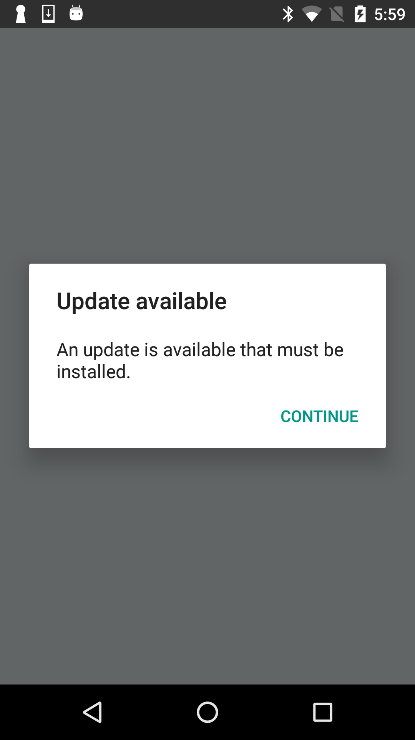 5:59
Update available
An update is available that must be
installed.
CONTINUE